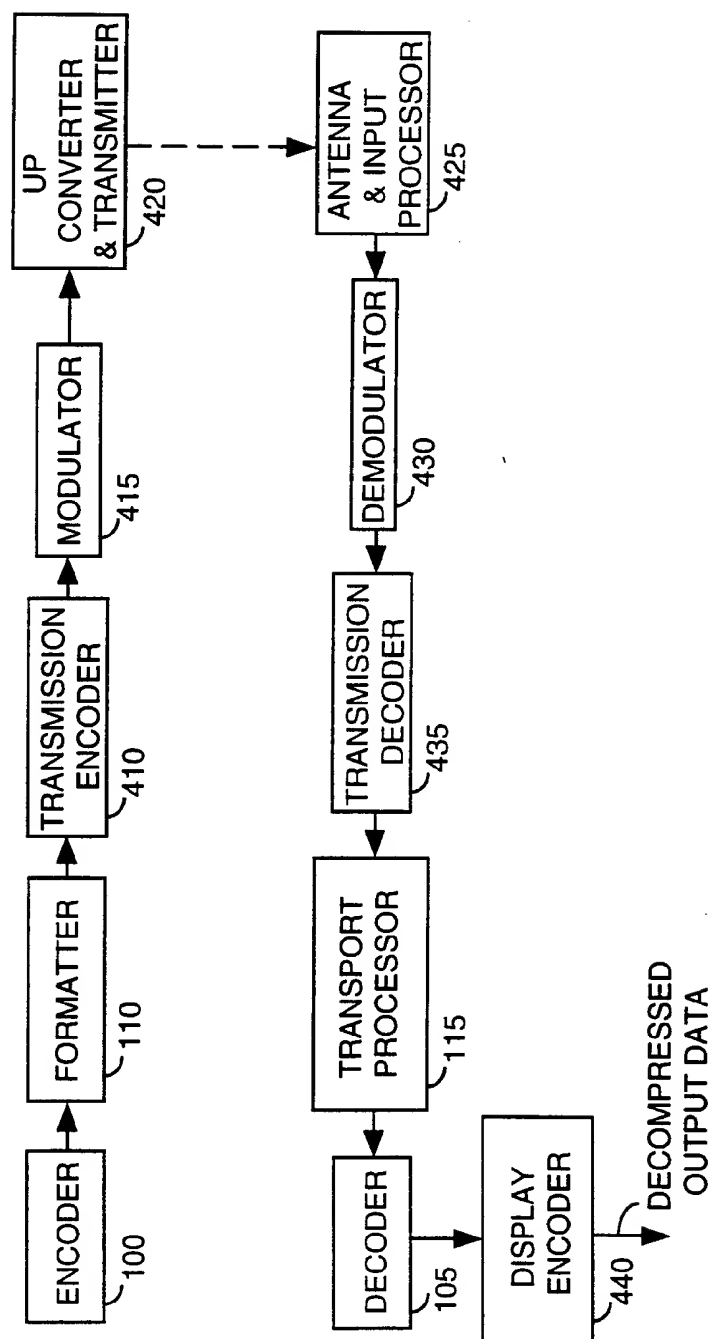 ENCODER
100
FORMATTER
110
TRANSMISSION
ENCODER
410
MODULATOR
415
UP
CONVERTER
& TRANSMITTER
420
ANTENNA
& INPUT
PROCESSOR
425
DEMODULATOR
430
TRANSMISSION
DECODER
435
TRANSPORT
PROCESSOR
115
DECODER
105
DISPLAY
ENCODER
440
DECOMPRESSED
OUTPUT DATA